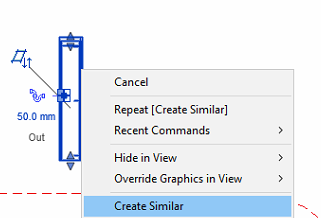 Cancel
Repeat [Create Similar]
Recent Commands
50.0 mm
Out
Hide in View
Override Graphics in View
Create Similar